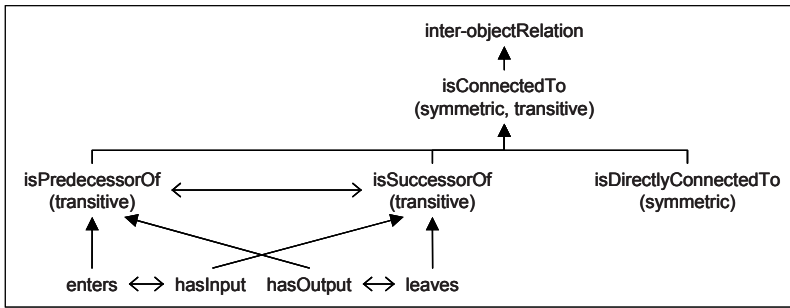 inter-objectRelation
isConnectedTo
(symmetric, transitive)
isPredecessorOf
(transitive)
isSuccessorOf
(transitive)
isDirectlyConnectedTo
(symmetric)
enters
hasInput
hasOutput
leaves